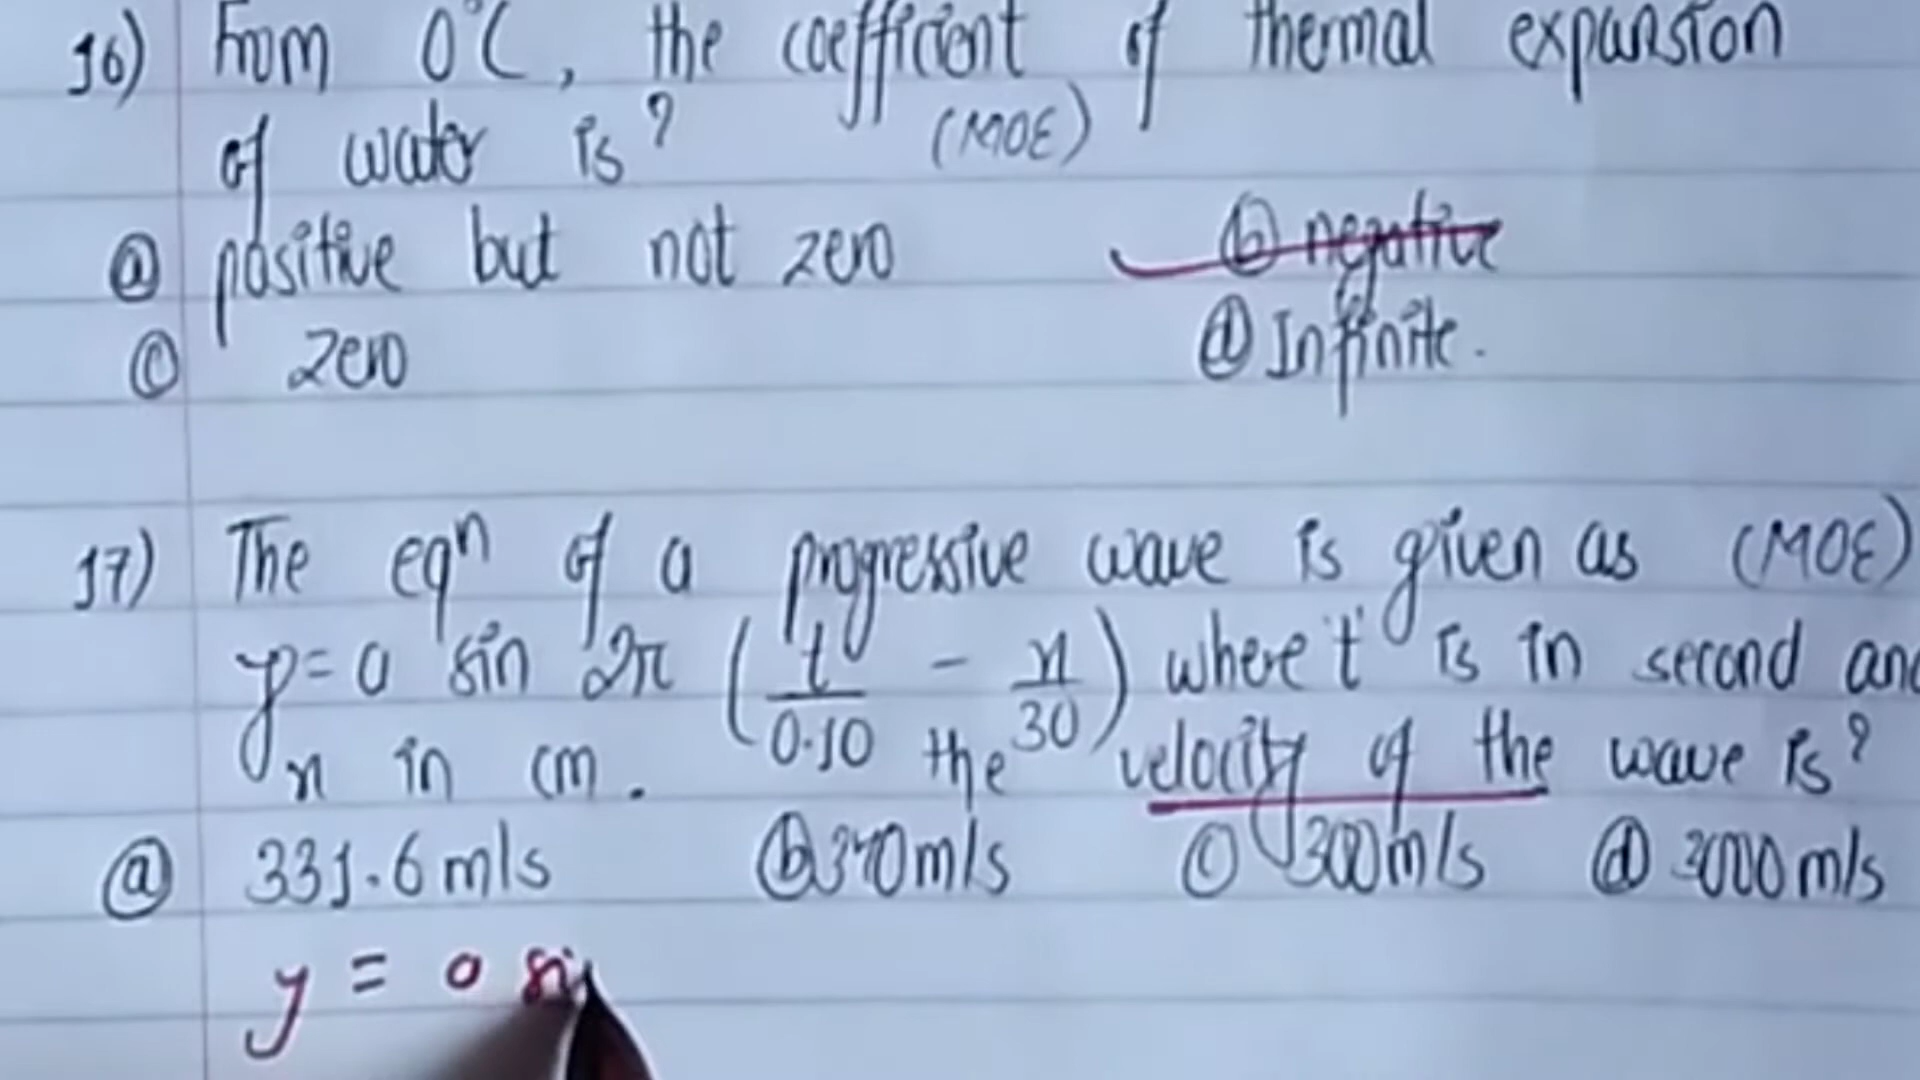 16) From 0°C, the coefficient of thermal expansion
of water is? (MOE)
ⓐ positive but not zero ⓑ negative
ⓒ zero ⓓ Infinite.
17) The eqⁿ of a progressive wave is given as (MOE)
y = a sin 2π (t/0.10 - x/30) where 't' is in second and
x in cm. the velocity of the wave is?
ⓐ 331.6 m/s ⓑ 340 m/s ⓒ 300 m/s ⓓ 3000 m/s
y = a si